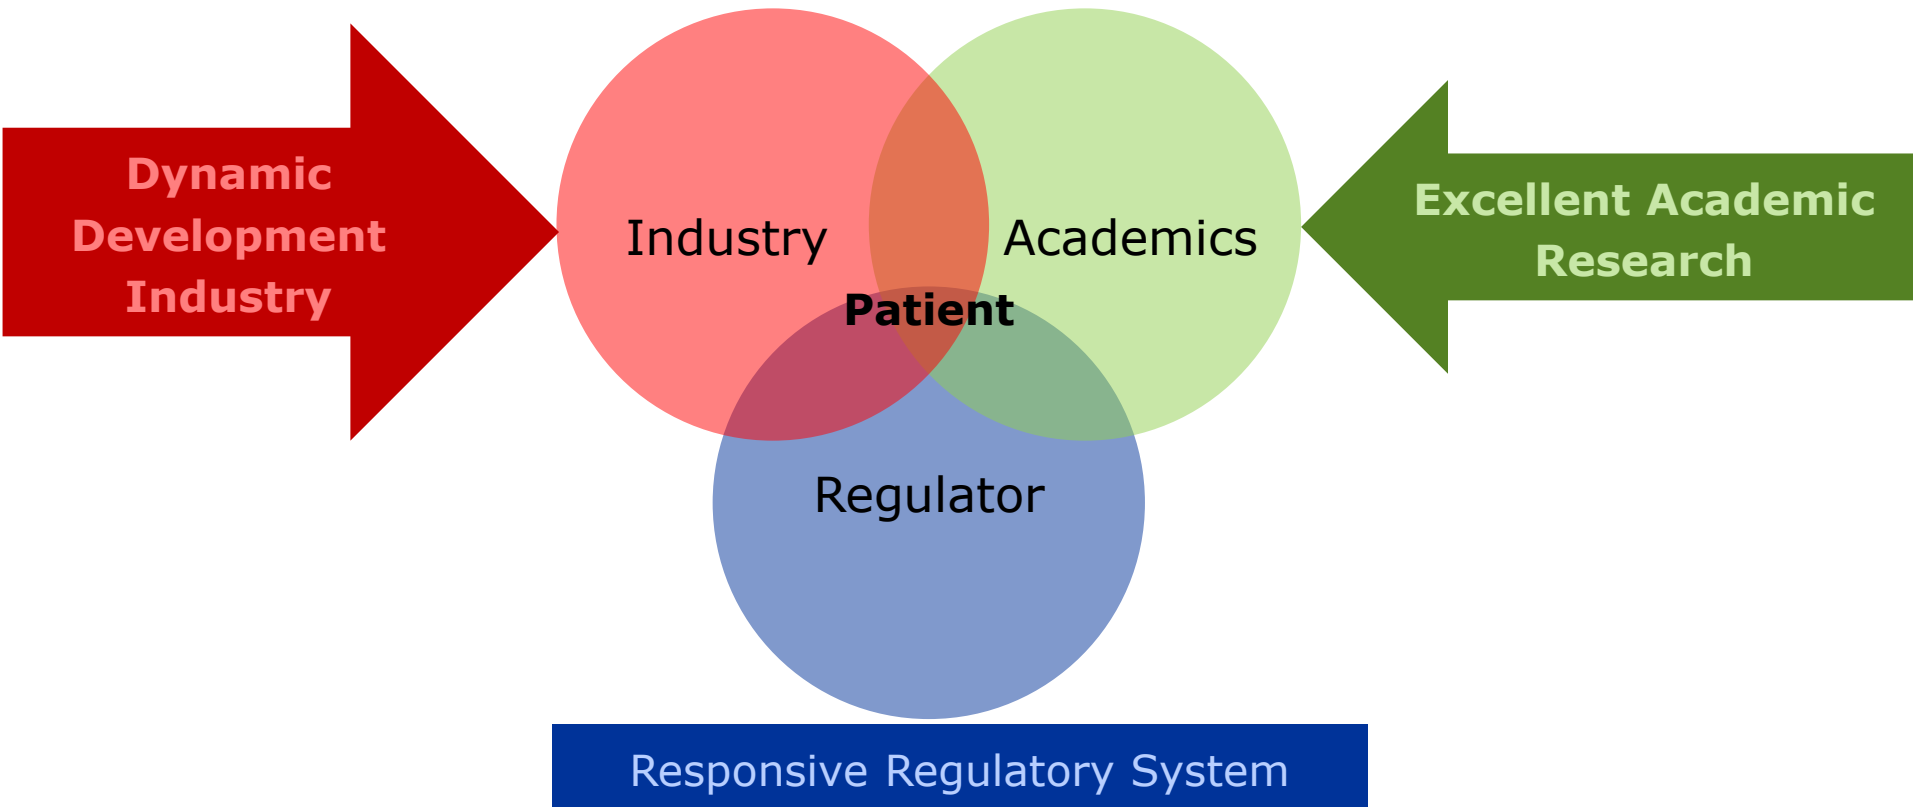 Dynamic
Development
Industry
Industry
Academics
Excellent Academic
Research
Patient
Regulator
Responsive Regulatory System